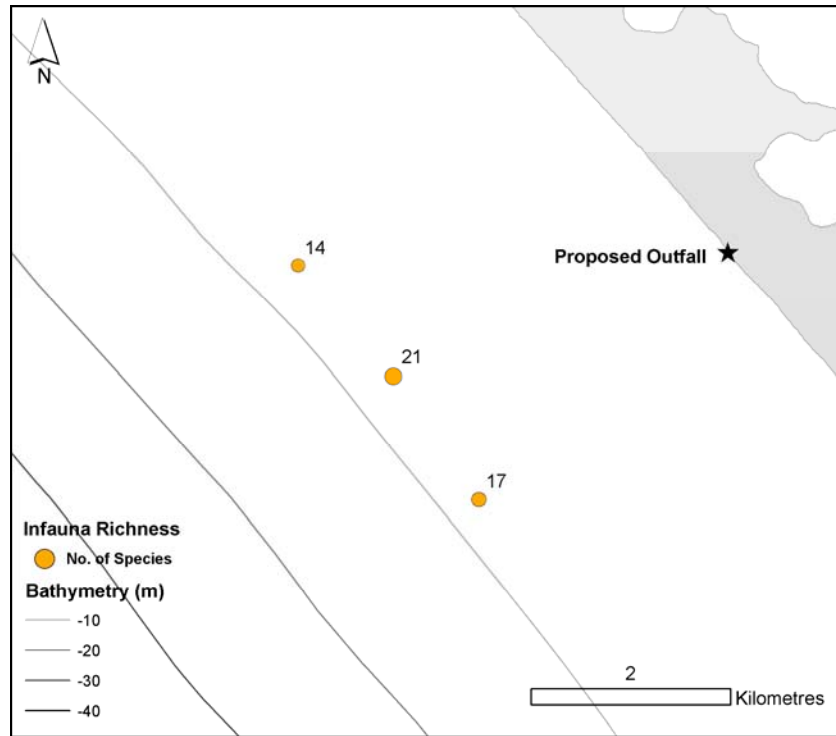 N
14
Proposed Outfall
21
17
Infauna Richness
No. of Species
Bathymetry (m)
-10
-20
-30
-40
2
Kilometres